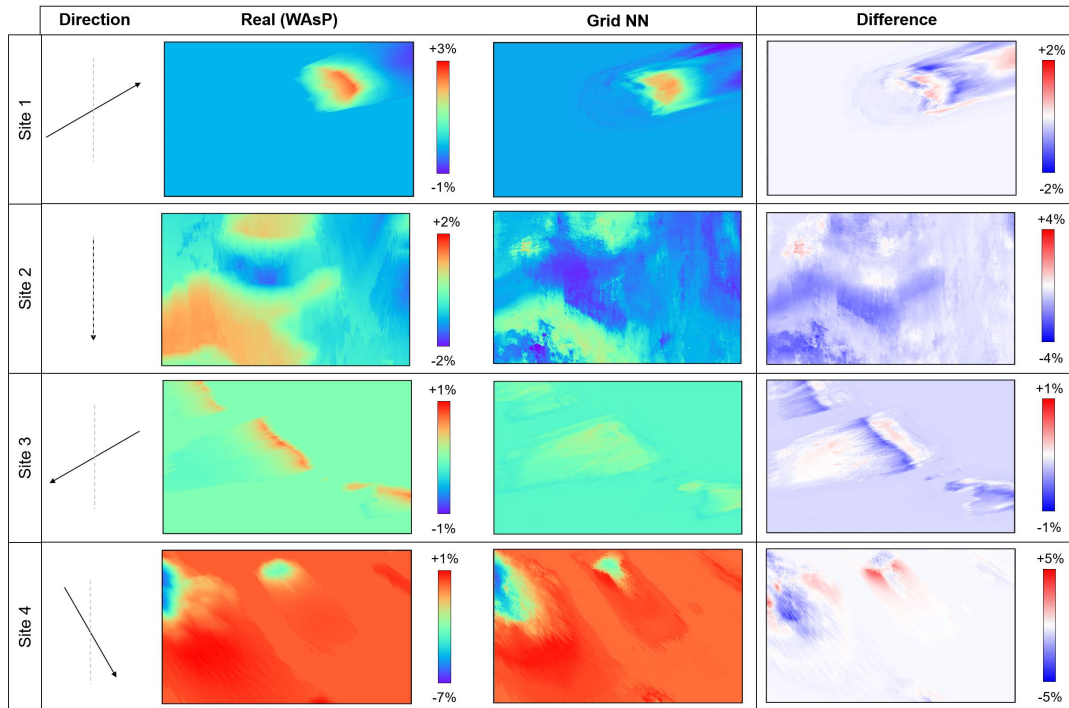 Direction Real (WAsP) Grid NN Difference
Site 1 +3% -1% +2% -2%
Site 2 +2% -2% +4% -4%
Site 3 +1% -1% +1% -1%
Site 4 +1% -7% +5% -5%